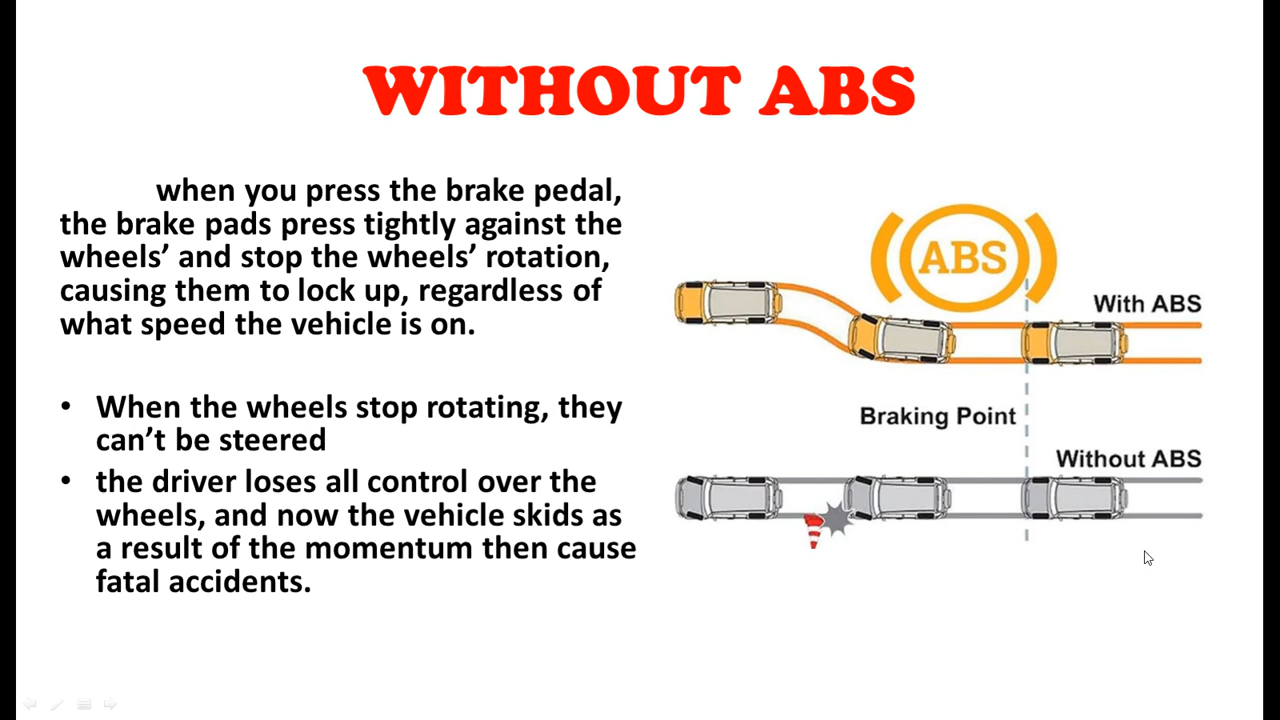 WITHOUT ABS
when you press the brake pedal,
the brake pads press tightly against the
wheels’ and stop the wheels’ rotation,
causing them to lock up, regardless of
what speed the vehicle is on.
• When the wheels stop rotating, they
can’t be steered
• the driver loses all control over the
wheels, and now the vehicle skids as
a result of the momentum then cause
fatal accidents.
ABS
With ABS
Braking Point
Without ABS